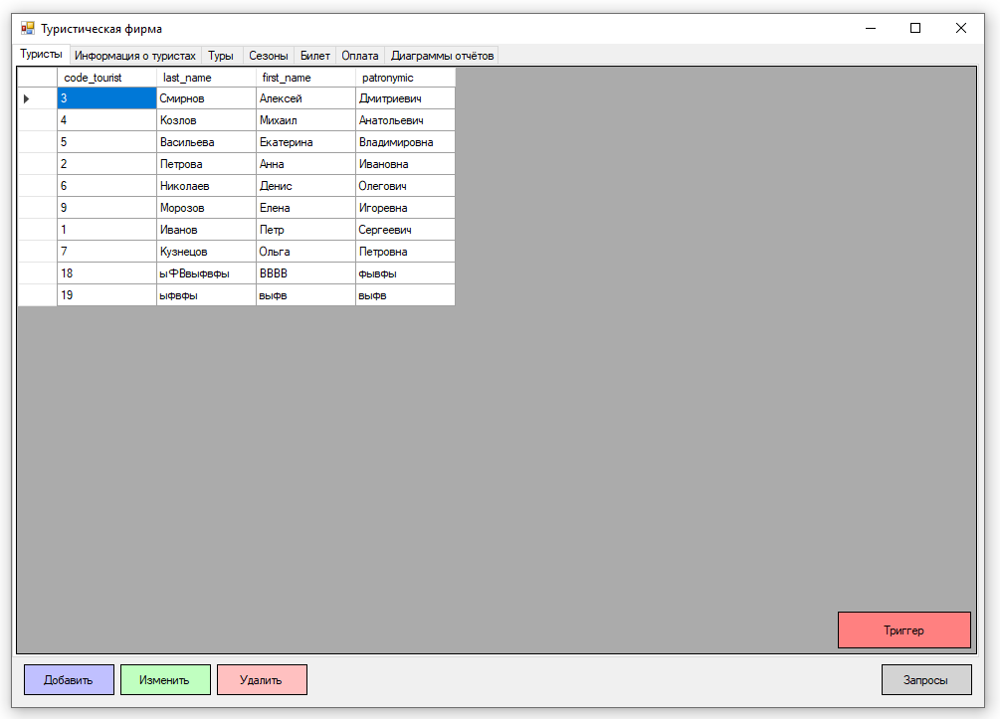 Туристическая фирма
Туристы Информация о туристах Туры Сезоны Билет Оплата Диаграммы отчётов
code_tourist last_name first_name patronymic
3 Смирнов Алексей Дмитриевич
4 Козлов Михаил Анатольевич
5 Васильева Екатерина Владимировна
2 Петрова Анна Ивановна
6 Николаев Денис Олегович
9 Морозов Елена Игоревна
1 Иванов Петр Сергеевич
7 Кузнецов Ольга Петровна
18 ыФВвыфвфы ВВВВ фывфы
19 ыфвфы выфв выфв
Триггер
Добавить Изменить Удалить Запросы